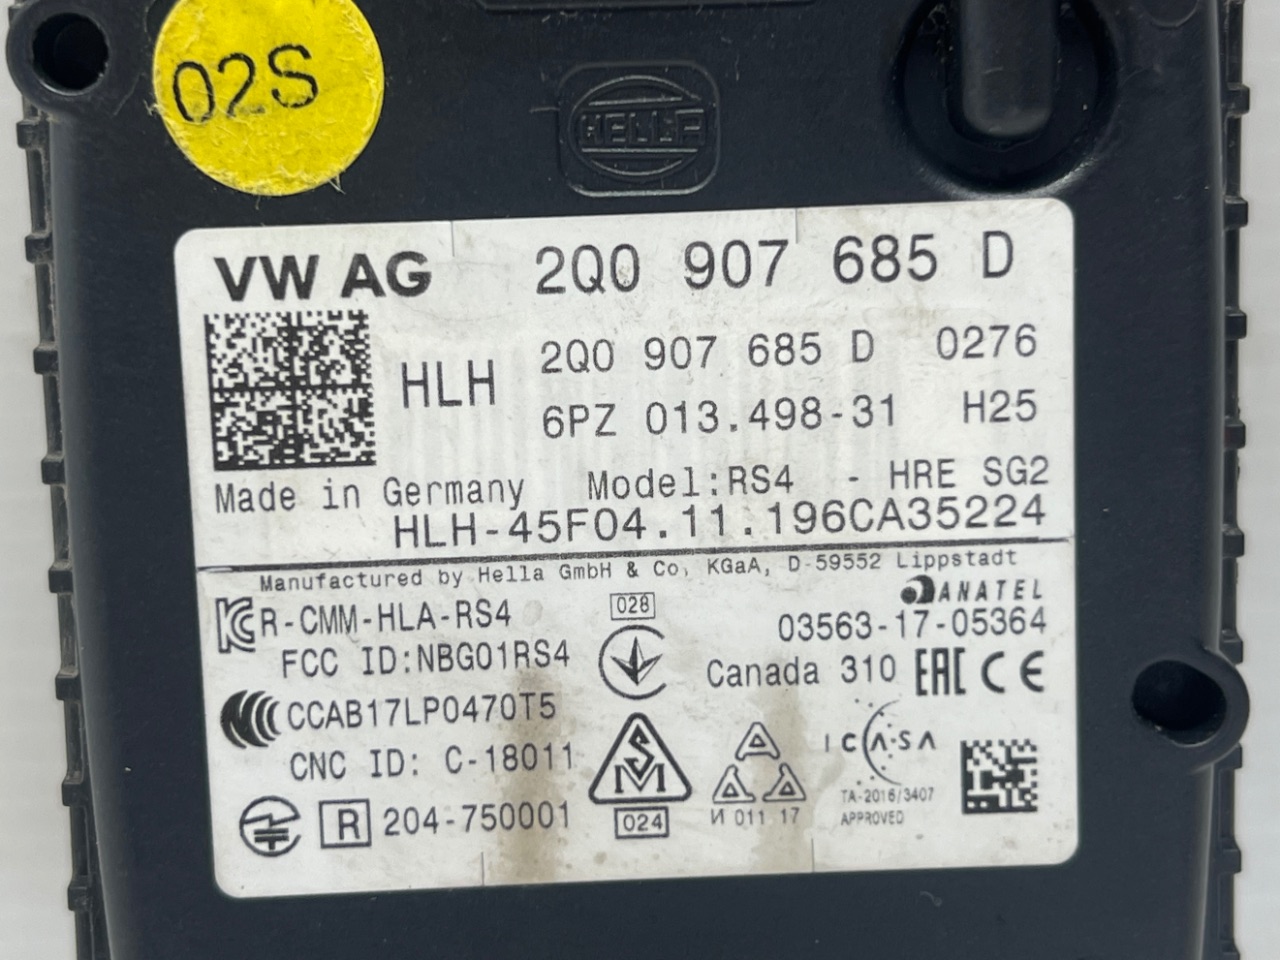 02S
HELLA
VW AG 2Q0 907 685 D
HLH 2Q0 907 685 D 0276
6PZ 013.498-31 H25
Made in Germany Model:RS4 - HRE SG2
HLH-45F04.11.196CA35224
Manufactured by Hella GmbH & Co, KGaA, D-59552 Lippstadt
R-CMM-HLA-RS4 028 ANATEL
03563-17-05364
FCC ID:NBG01RS4 Canada 310 EAC CE
CCAB17LP0470T5 ICASA
CNC ID: C-18011 SM
TA-2016/3407
R 204-750001 024 И 011 17 APPROVED